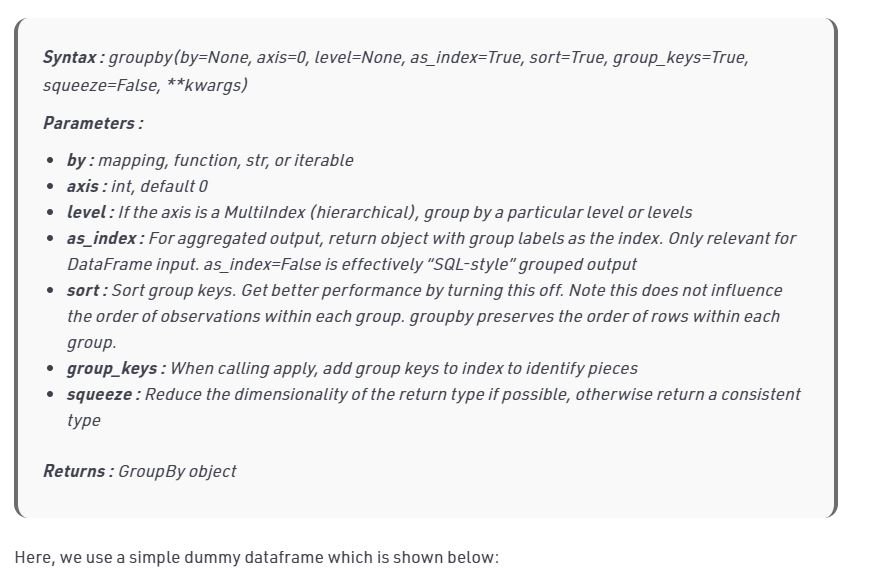 Syntax : groupby(by=None, axis=0, level=None, as_index=True, sort=True, group_keys=True,
squeeze=False, **kwargs)
Parameters :
• by : mapping, function, str, or iterable
• axis : int, default 0
• level : If the axis is a MultiIndex (hierarchical), group by a particular level or levels
• as_index : For aggregated output, return object with group labels as the index. Only relevant for
DataFrame input. as_index=False is effectively “SQL-style” grouped output
• sort : Sort group keys. Get better performance by turning this off. Note this does not influence
the order of observations within each group. groupby preserves the order of rows within each
group.
• group_keys : When calling apply, add group keys to index to identify pieces
• squeeze : Reduce the dimensionality of the return type if possible, otherwise return a consistent
type
Returns : GroupBy object
Here, we use a simple dummy dataframe which is shown below: